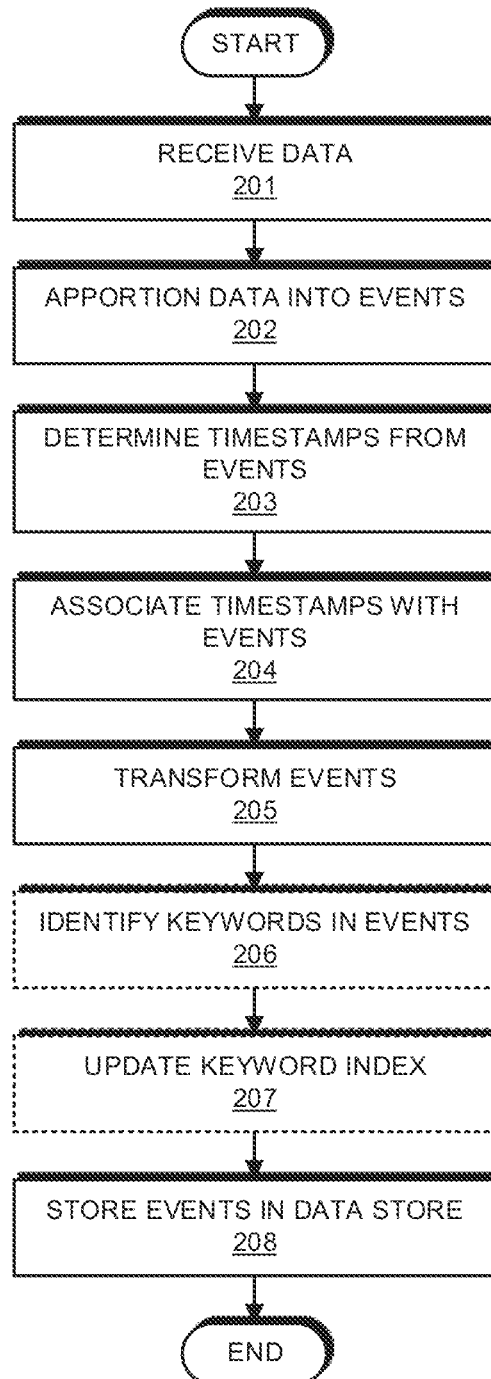 START
RECEIVE DATA
201
APPORTION DATA INTO EVENTS
202
DETERMINE TIMESTAMPS FROM
EVENTS
203
ASSOCIATE TIMESTAMPS WITH
EVENTS
204
TRANSFORM EVENTS
205
IDENTIFY KEYWORDS IN EVENTS
206
UPDATE KEYWORD INDEX
207
STORE EVENTS IN DATA STORE
208
END